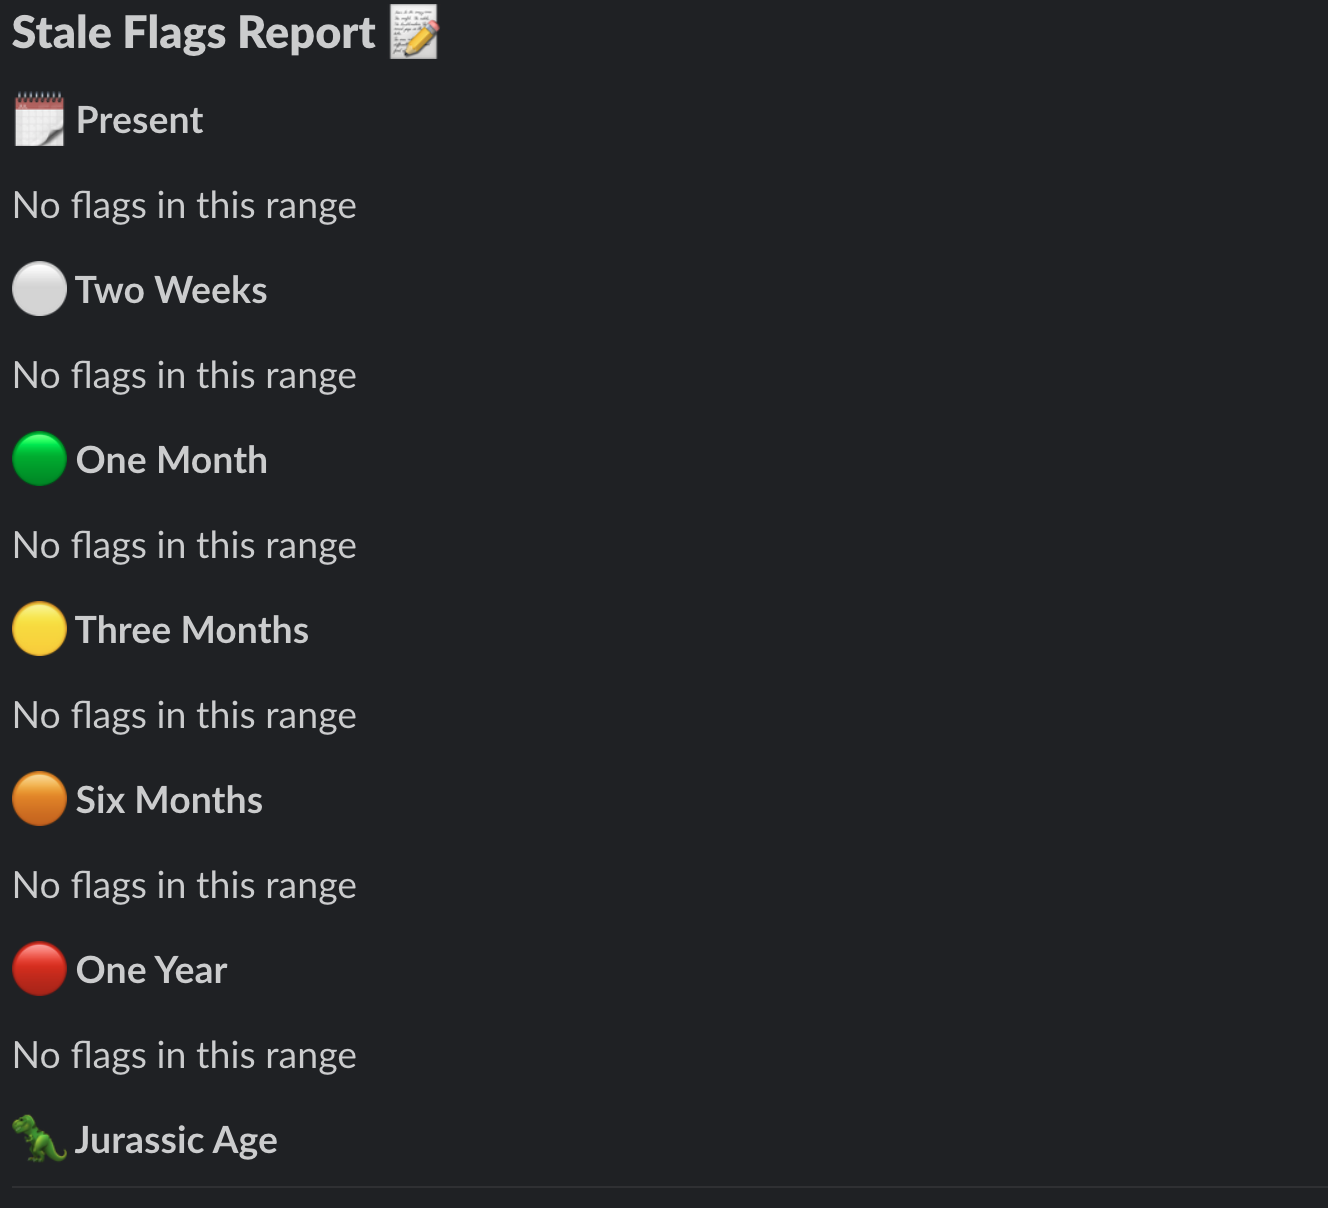 Stale Flags Report
Present
No flags in this range
Two Weeks
No flags in this range
One Month
No flags in this range
Three Months
No flags in this range
Six Months
No flags in this range
One Year
No flags in this range
Jurassic Age